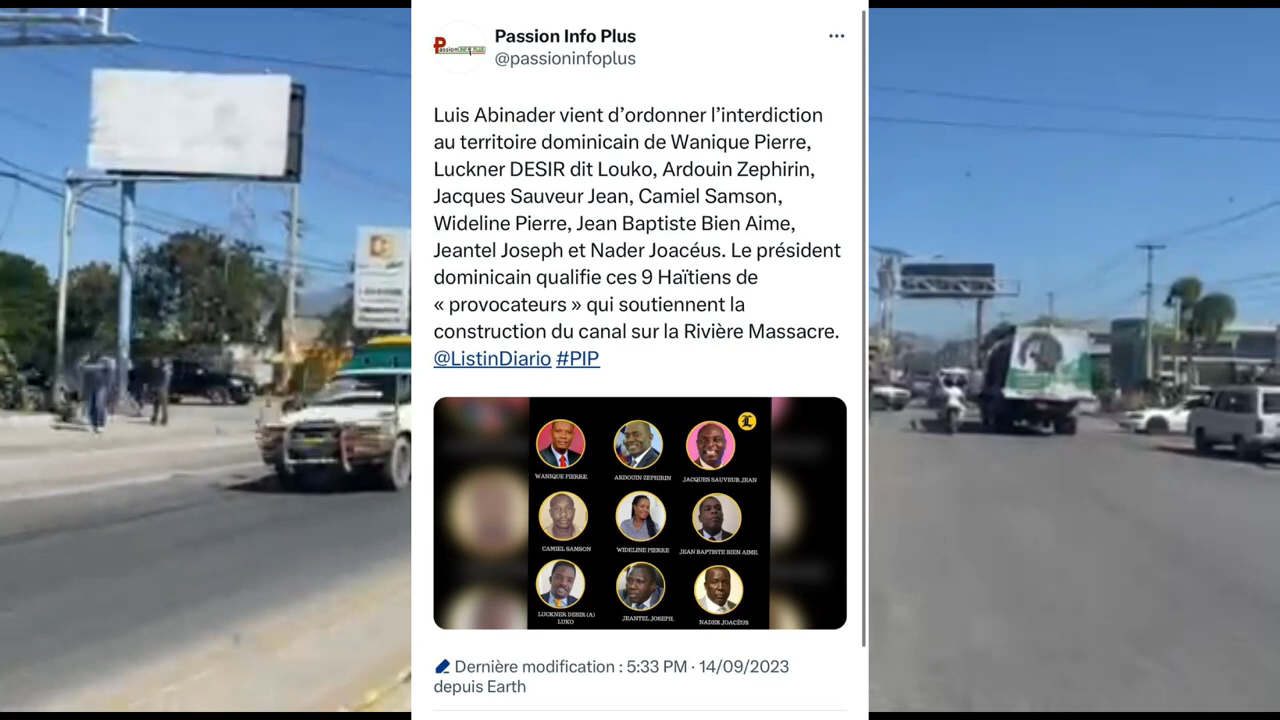 Passion Info Plus
@passioninfoplus
Luis Abinader vient d’ordonner l’interdiction
au territoire dominicain de Wanique Pierre,
Luckner DESIR dit Louko, Ardouin Zephirin,
Jacques Sauveur Jean, Camiel Samson,
Wideline Pierre, Jean Baptiste Bien Aime,
Jeantel Joseph et Nader Joacéus. Le président
dominicain qualifie ces 9 Haïtiens de
« provocateurs » qui soutiennent la
construction du canal sur la Rivière Massacre.
@ListinDiario #PIP
WANIQUE PIERRE
ARDOUIN ZEPHIRIN
JACQUES SAUVEUR JEAN
CAMIEL SAMSON
WIDELINE PIERRE
JEAN BAPTISTE BIEN AIME
LUCKNER DESIR (A)
LUKO
JEANTEL JOSEPH
NADER JOACÉUS
Dernière modification : 5:33 PM · 14/09/2023
depuis Earth